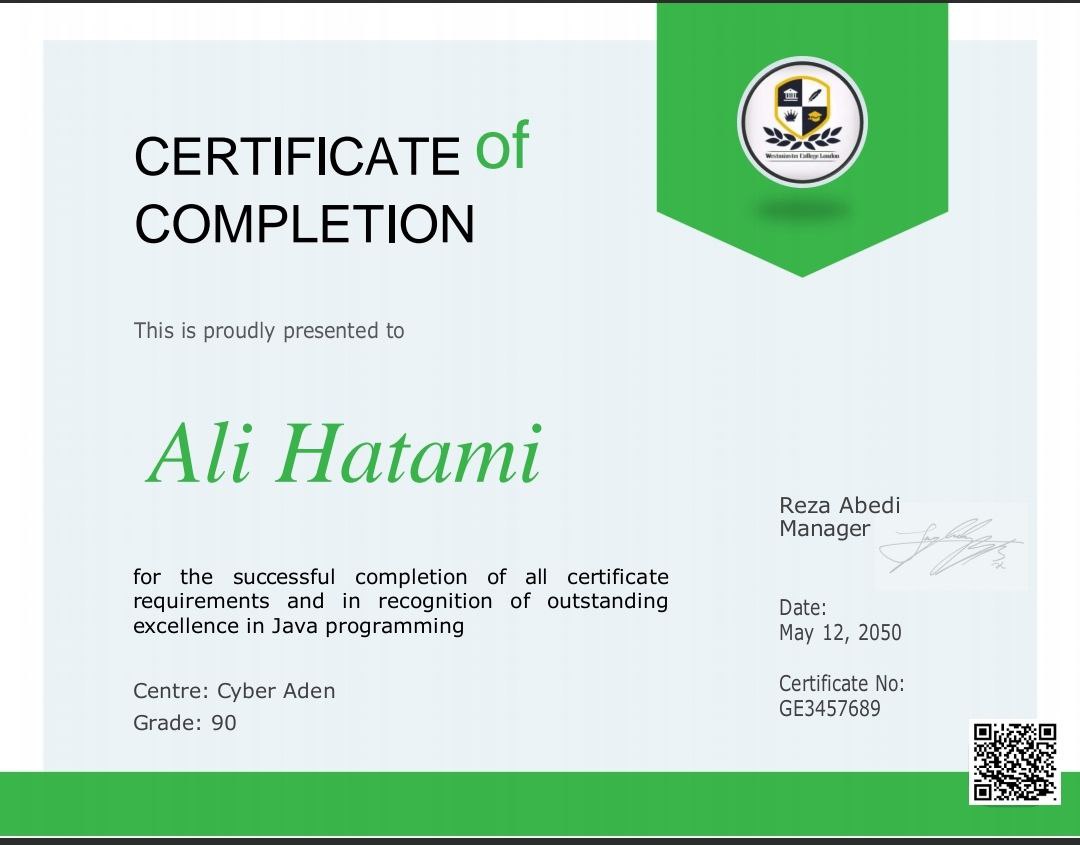 CERTIFICATE of
COMPLETION
Westminster College London
This is proudly presented to
Ali Hatami
for the successful completion of all certificate
requirements and in recognition of outstanding
excellence in Java programming
Centre: Cyber Aden
Grade: 90
Reza Abedi
Manager
Date:
May 12, 2050
Certificate No:
GE3457689